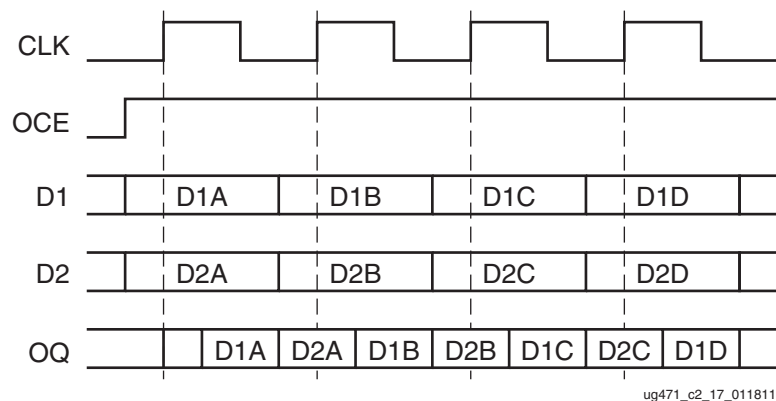 CLK
OCE
D1 D1A D1B D1C D1D
D2 D2A D2B D2C D2D
OQ D1A D2A D1B D2B D1C D2C D1D
ug471_c2_17_011811